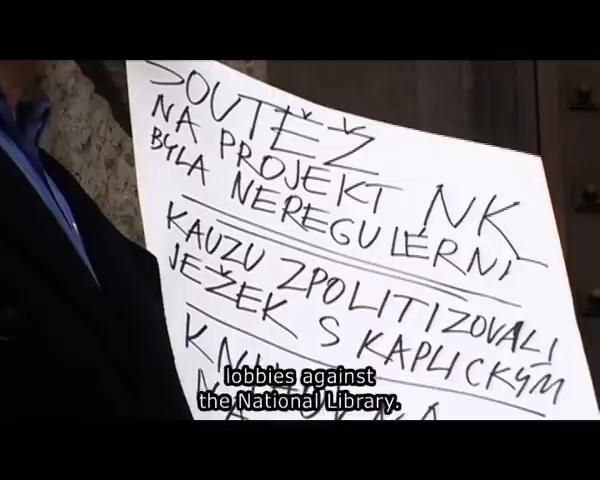 SOUTĚŽ
NA PROJEKT NK
BYLA NEREGULÉRNÍ
KAUZU ZPOLITIZOVALI
JEŽEK S KAPLICKÝM
lobbies against
the National Library.